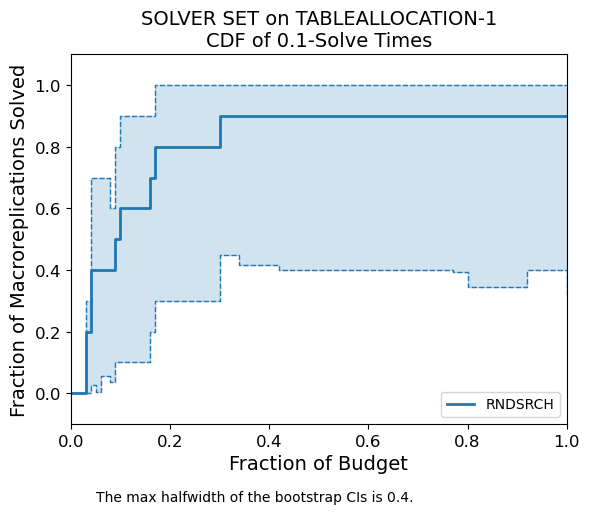 SOLVER SET on TABLEALLOCATION-1
CDF of 0.1-Solve Times
Fraction of Macroreplications Solved
1.0
0.8
0.6
0.4
0.2
0.0
RNDSRCH
0.0 0.2 0.4 0.6 0.8 1.0
Fraction of Budget
The max halfwidth of the bootstrap CIs is 0.4.